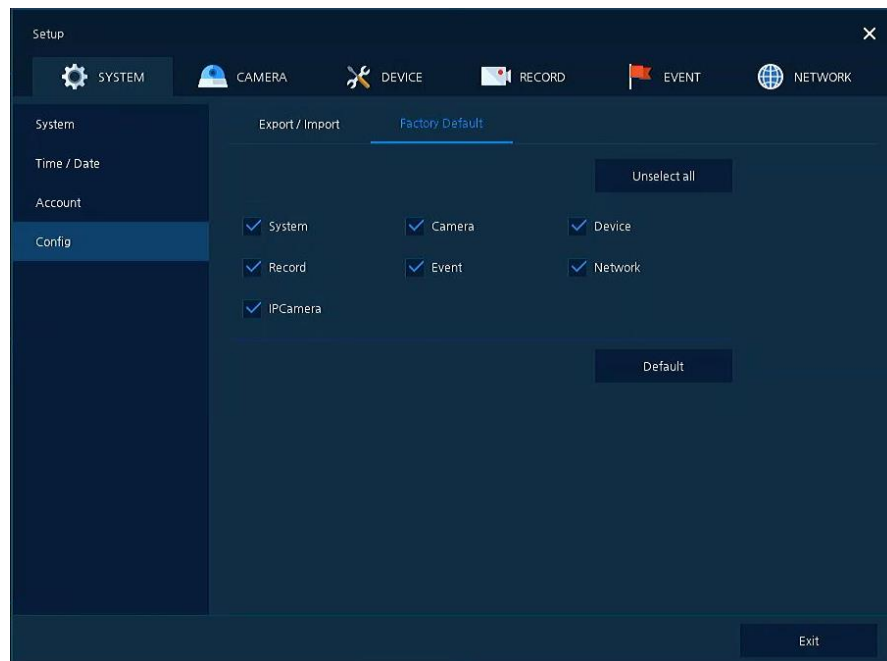 Setup
SYSTEM CAMERA DEVICE RECORD EVENT NETWORK
System
Time / Date
Account
Config
Export / Import Factory Default
Unselect all
System Camera Device
Record Event Network
IPCamera
Default
Exit